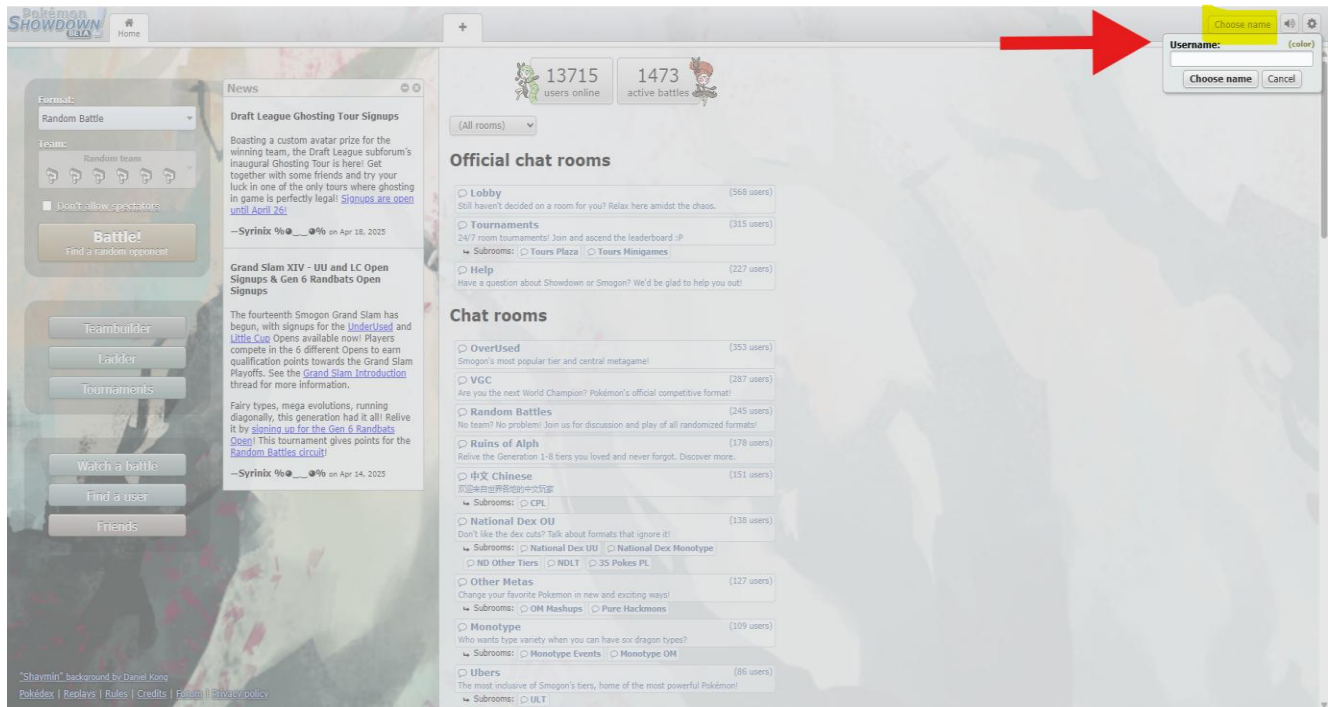 Pokémon
SHOWDOWN
BETA
Home
+
Choose name
Username:
(color)
Choose name
Cancel
Format:
Random Battle
Team:
Random team
Don't allow spectators
Battle!
Find a random opponent
Teambuilder
Ladder
Tournaments
Watch a battle
Find a user
Friends
"Shaymin" background by Daniel Kong
Pokédex | Replays | Rules | Credits | Forum | Privacy policy
News
Draft League Ghosting Tour Signups
Boasting a custom avatar prize for the
winning team, the Draft League subforum's
inaugural Ghosting Tour is here! Get
together with some friends and try your
luck in one of the only tours where ghosting
in game is perfectly legal! Signups are open
until April 26!
—Syrinix %◕__◕% on Apr 18, 2025
Grand Slam XIV - UU and LC Open
Signups & Gen 6 Randbats Open
Signups
The fourteenth Smogon Grand Slam has
begun, with signups for the UnderUsed and
Little Cup Opens available now! Players
compete in the 6 different Opens to earn
qualification points towards the Grand Slam
Playoffs. See the Grand Slam Introduction
thread for more information.
Fairy types, mega evolutions, running
diagonally, this generation had it all! Relive
it by signing up for the Gen 6 Randbats
Open! This tournament gives points for the
Random Battles circuit!
—Syrinix %◕__◕% on Apr 14, 2025
13715
users online
1473
active battles
(All rooms)
Official chat rooms
Lobby (568 users)
Still haven't decided on a room for you? Relax here amidst the chaos.
Tournaments (315 users)
24/7 room tournaments! Join and ascend the leaderboard :P
Subrooms: Tours Plaza Tours Minigames
Help (227 users)
Have a question about Showdown or Smogon? We'd be glad to help you out!
Chat rooms
OverUsed (353 users)
Smogon's most popular tier and central metagame!
VGC (287 users)
Are you the next World Champion? Pokémon's official competitive format!
Random Battles (245 users)
No team? No problem! Join us for discussion and play of all randomized formats!
Ruins of Alph (178 users)
Relive the Generation 1-8 tiers you loved and never forgot. Discover more.
中文 Chinese (151 users)
欢迎来自世界各地的中文玩家
Subrooms: CPL
National Dex OU (138 users)
Don't like the dex cuts? Talk about formats that ignore it!
Subrooms: National Dex UU National Dex Monotype
ND Other Tiers NDLT 35 Pokes PL
Other Metas (127 users)
Change your favorite Pokemon in new and exciting ways!
Subrooms: OM Mashups Pure Hackmons
Monotype (109 users)
Who wants type variety when you can have six dragon types?
Subrooms: Monotype Events Monotype OM
Ubers (86 users)
The most inclusive of Smogon's tiers, home of the most powerful Pokémon!
Subrooms: ULT